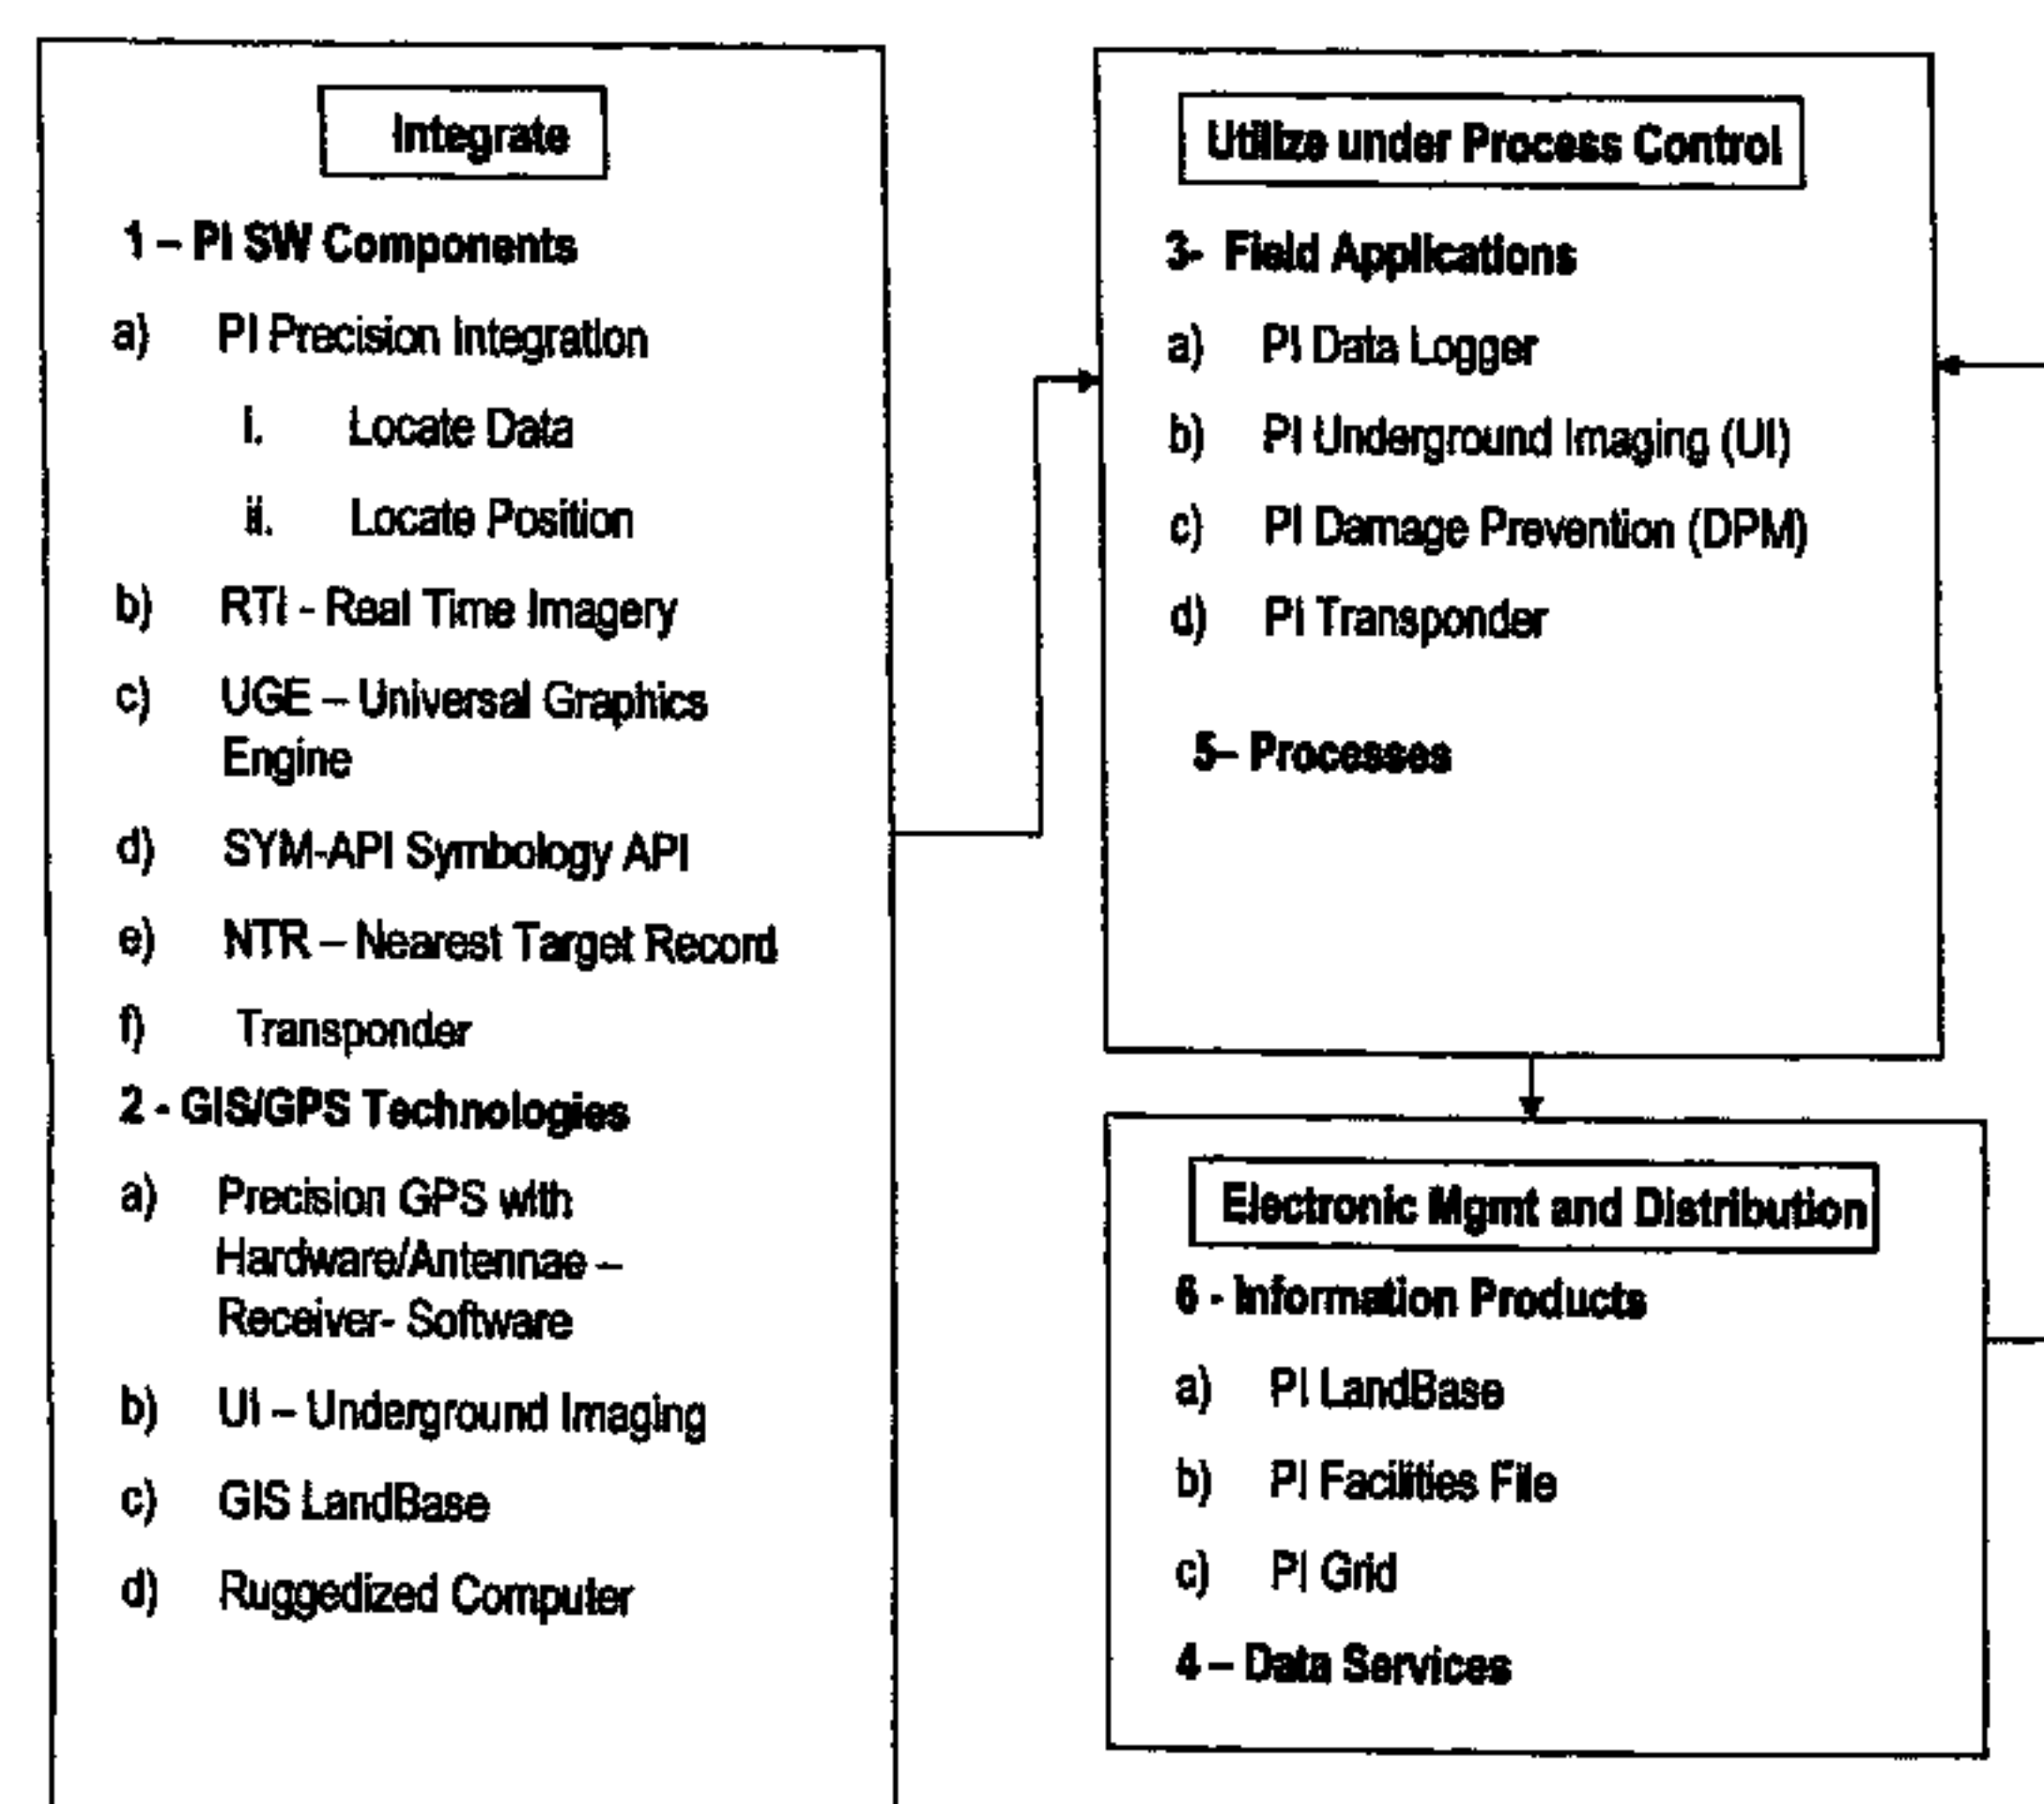 Integrate
1 – PI SW Components
a) PI Precision Integration
i. Locate Data
ii. Locate Position
b) RTI - Real Time Imagery
c) UGE – Universal Graphics
Engine
d) SYM-API Symbology API
e) NTR – Nearest Target Record
f) Transponder
2 - GIS/GPS Technologies
a) Precision GPS with
Hardware/Antennae –
Receiver- Software
b) UI – Underground Imaging
c) GIS LandBase
d) Ruggedized Computer
Utilize under Process Control
3- Field Applications
a) PI Data Logger
b) PI Underground Imaging (UI)
c) PI Damage Prevention (DPM)
d) PI Transponder
5– Processes
Electronic Mgmt and Distribution
6 - Information Products
a) PI LandBase
b) PI Facilities File
c) PI Grid
4 – Data Services